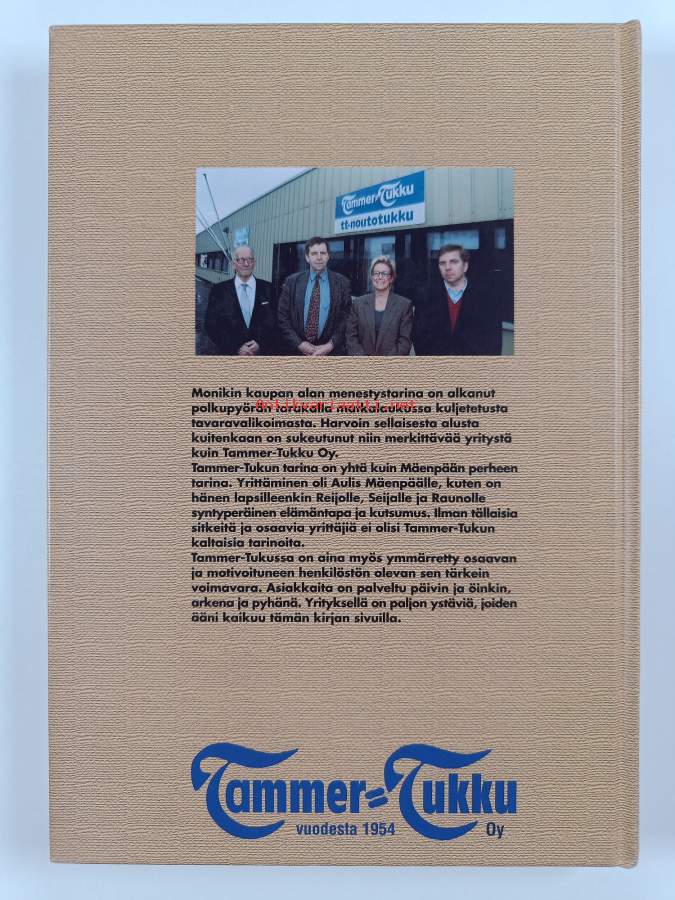 Tammer-Tukku
tt-noutotukku
Monikin kaupan alan menestystarina on alkanut
polkupyörän tarakalla matkalaukussa kuljetetusta
Antikvariaatti.net
tavaravalikoimasta. Harvoin sellaisesta alusta
kuitenkaan on sukeutunut niin merkittävää yritystä
kuin Tammer-Tukku Oy.
Tammer-Tukun tarina on yhtä kuin Mäenpään perheen
tarina. Yrittäminen oli Aulis Mäenpäälle, kuten on
hänen lapsilleenkin Reijolle, Seijalle ja Raunolle
syntyperäinen elämäntapa ja kutsumus. Ilman tällaisia
sitkeitä ja osaavia yrittäjiä ei olisi Tammer-Tukun
kaltaisia tarinoita.
Tammer-Tukussa on aina myös ymmärretty osaavan
ja motivoituneen henkilöstön olevan sen tärkein
voimavara. Asiakkaita on palveltu päivin ja öinkin,
arkena ja pyhänä. Yrityksellä on paljon ystäviä, joiden
ääni kaikuu tämän kirjan sivuilla.
Tammer=Tukku
vuodesta 1954 Oy